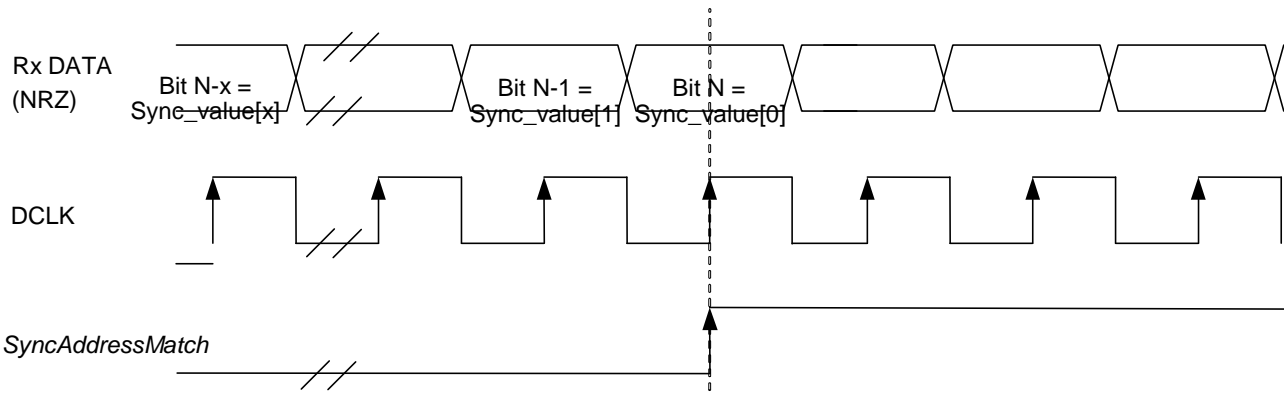 Rx DATA
(NRZ)
Bit N-x =
Sync_value[x]
Bit N-1 =
Sync_value[1]
Bit N =
Sync_value[0]
DCLK
SyncAddressMatch